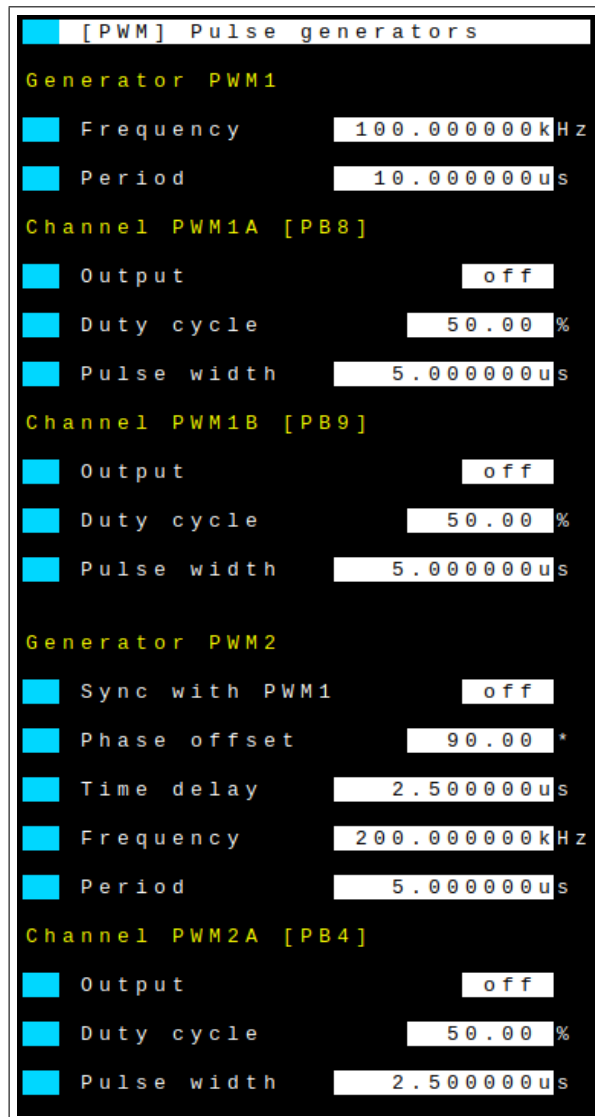 [PWM] Pulse generators
Generator PWM1
Frequency 100.000000kHz
Period 10.000000us
Channel PWM1A [PB8]
Output off
Duty cycle 50.00 %
Pulse width 5.000000us
Channel PWM1B [PB9]
Output off
Duty cycle 50.00 %
Pulse width 5.000000us
Generator PWM2
Sync with PWM1 off
Phase offset 90.00 *
Time delay 2.500000us
Frequency 200.000000kHz
Period 5.000000us
Channel PWM2A [PB4]
Output off
Duty cycle 50.00 %
Pulse width 2.500000us